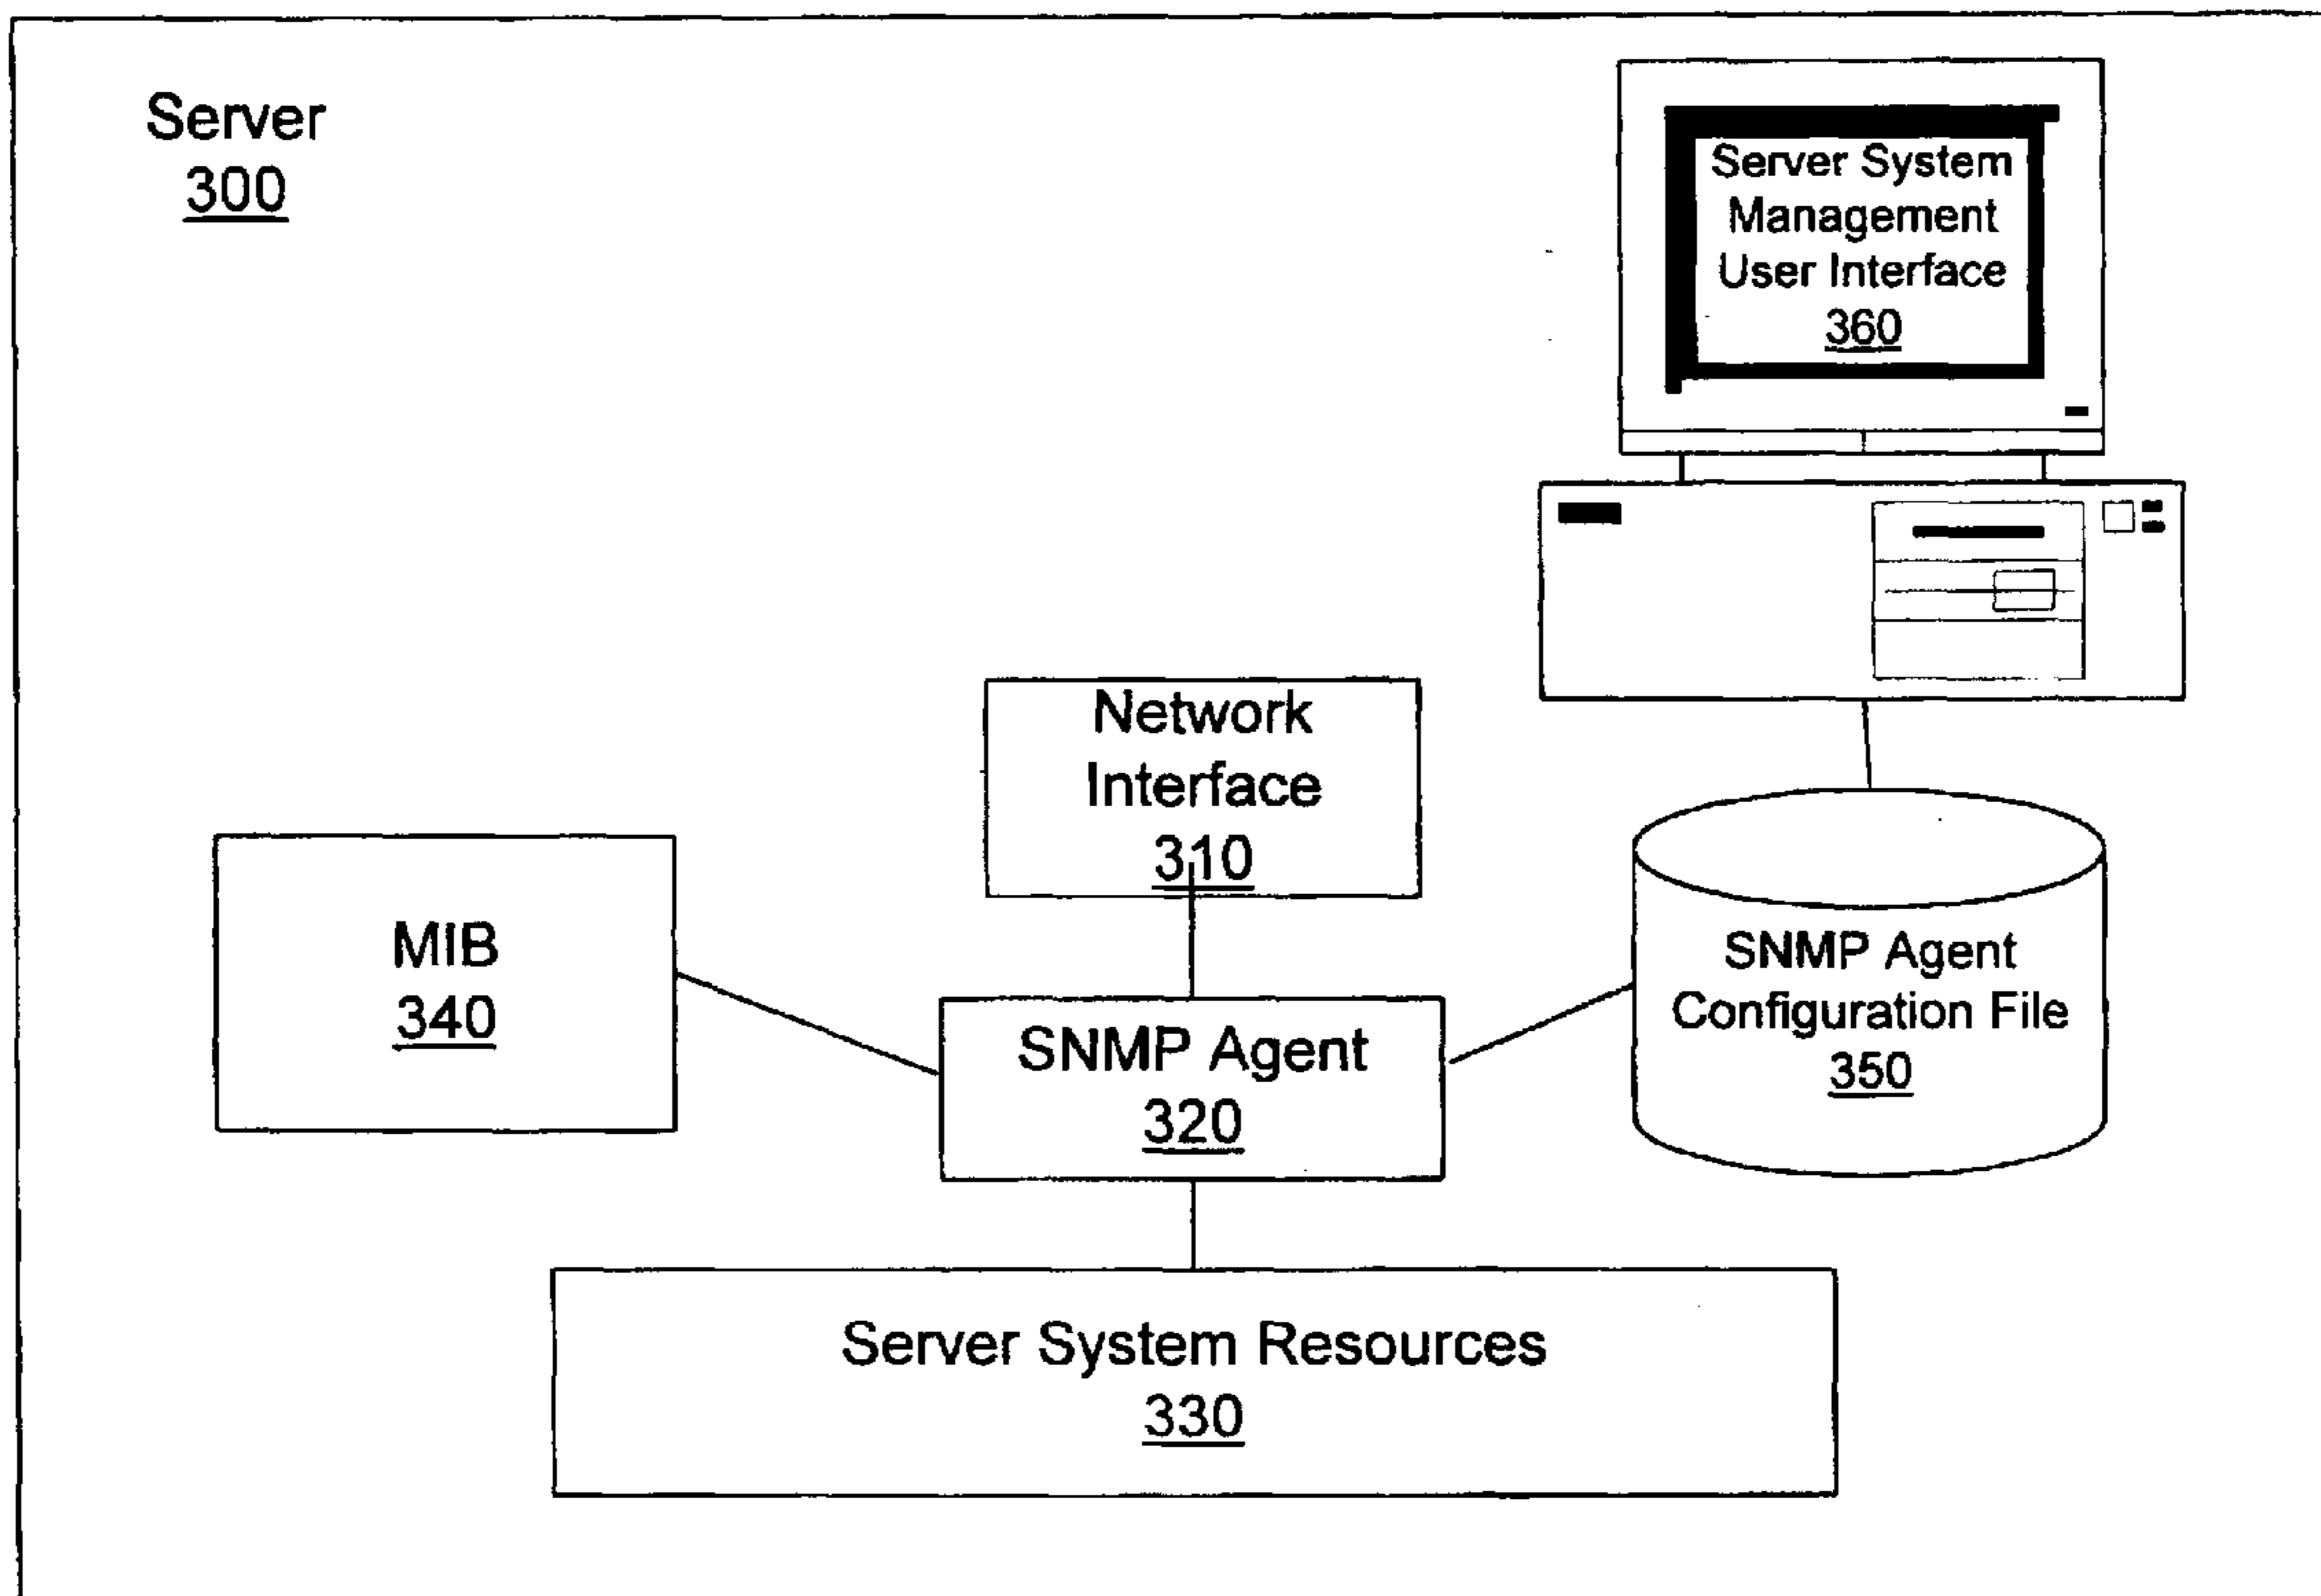 Server
300
Server System
Management
User Interface
360
Network
Interface
310
MIB
340
SNMP Agent
320
SNMP Agent
Configuration File
350
Server System Resources
330